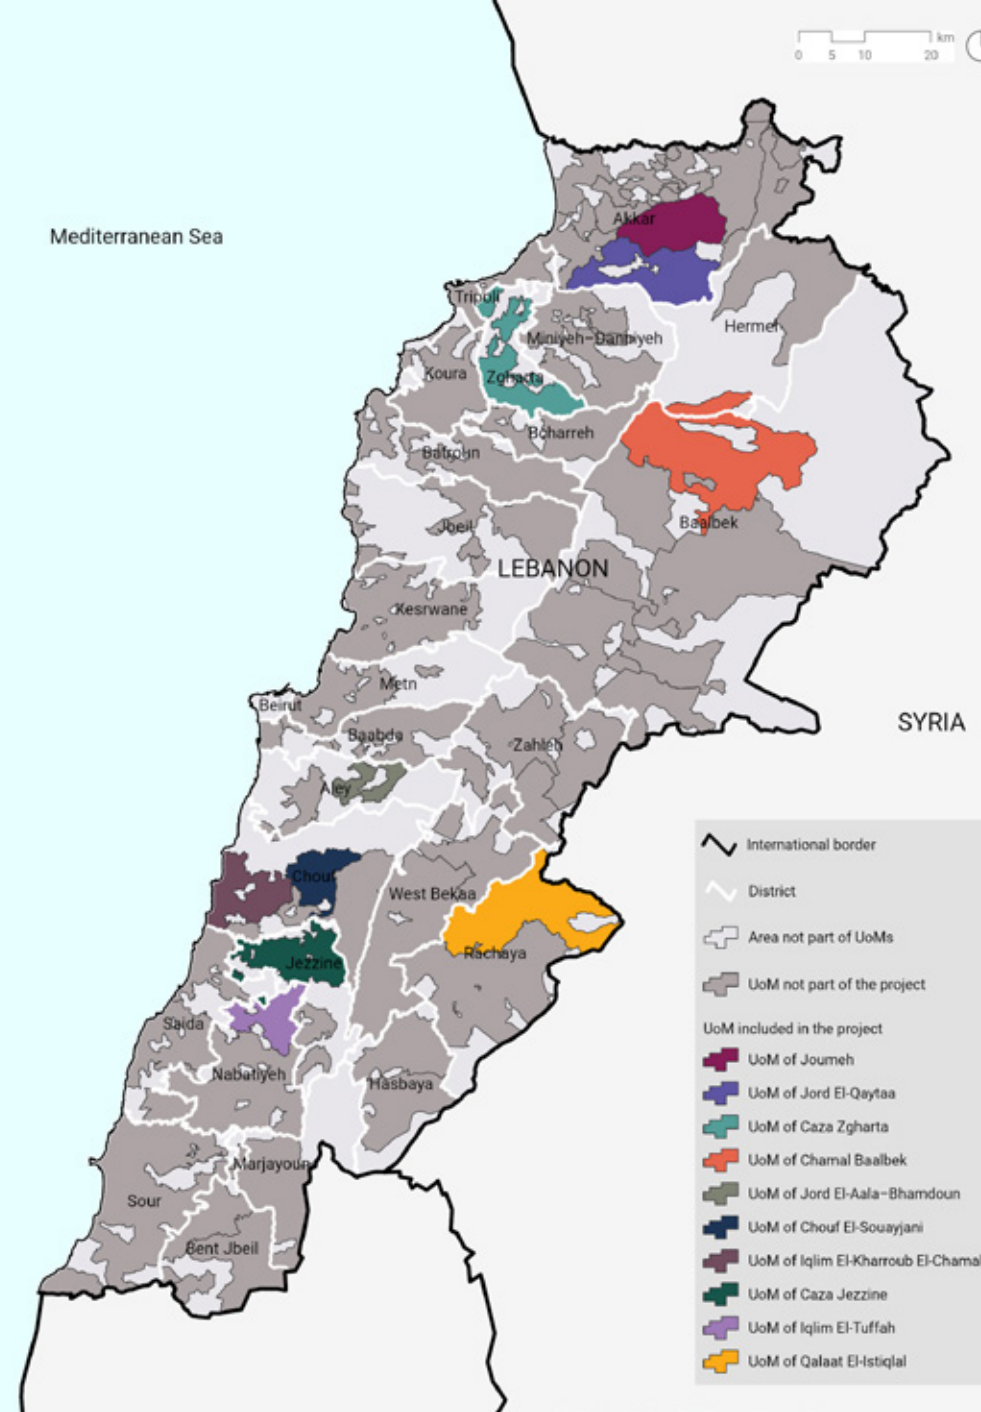 km
0 5 10 20
Mediterranean Sea
Akkar
Tripoli
Hermel
Miniyeh-Danniyeh
Koura
Zgharta
Bcharreh
Batroun
Baalbek
Jbeil
LEBANON
Kesrwane
Metn
Beirut
SYRIA
Baabda
Zahleh
Aley
Chouf
West Bekaa
Rachaya
Jezzine
Saida
Nabatiyeh
Hasbaya
Marjayoun
Sour
Bent Jbeil
International border
District
Area not part of UoMs
UoM not part of the project
UoM included in the project
UoM of Joumeh
UoM of Jord El-Qaytaa
UoM of Caza Zgharta
UoM of Chamal Baalbek
UoM of Jord El-Aala-Bhamdoun
UoM of Chouf El-Souayjani
UoM of Iqlim El-Kharroub El-Chamal
UoM of Caza Jezzine
UoM of Iqlim El-Tuffah
UoM of Qalaat El-Istiqlal